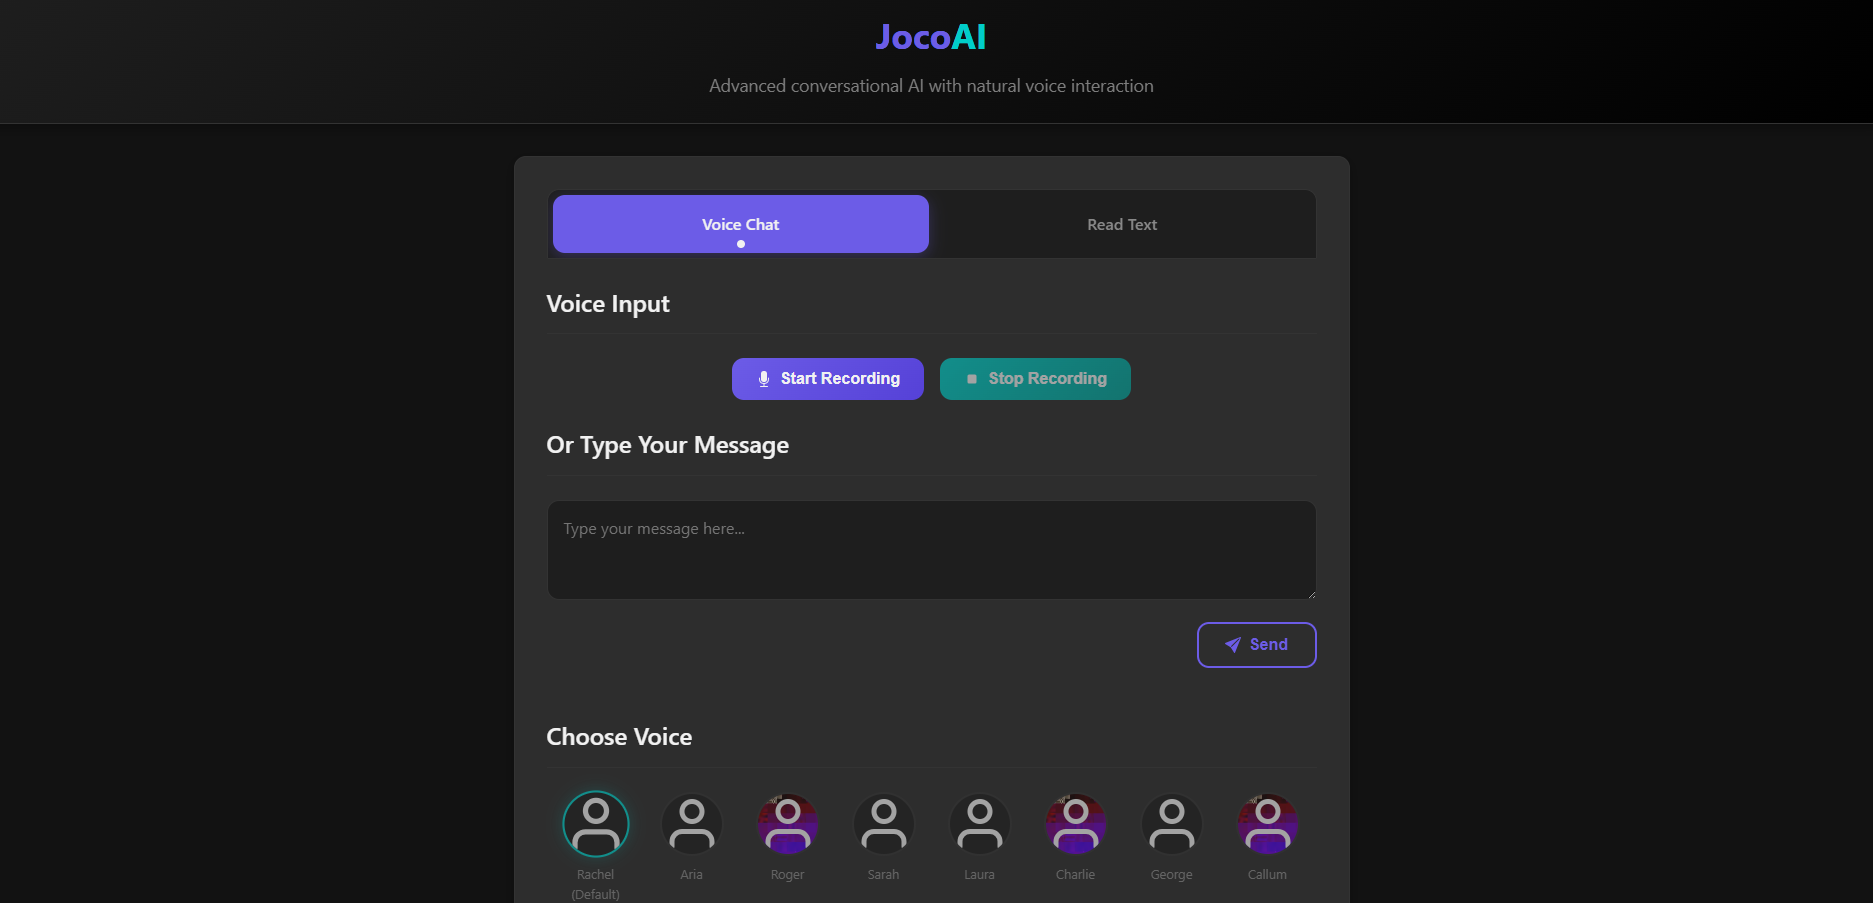 JocoAI
Advanced conversational AI with natural voice interaction
Voice Chat
Read Text
Voice Input
Start Recording
Stop Recording
Or Type Your Message
Type your message here...
Send
Choose Voice
Rachel
(Default)
Aria
Roger
Sarah
Laura
Charlie
George
Callum